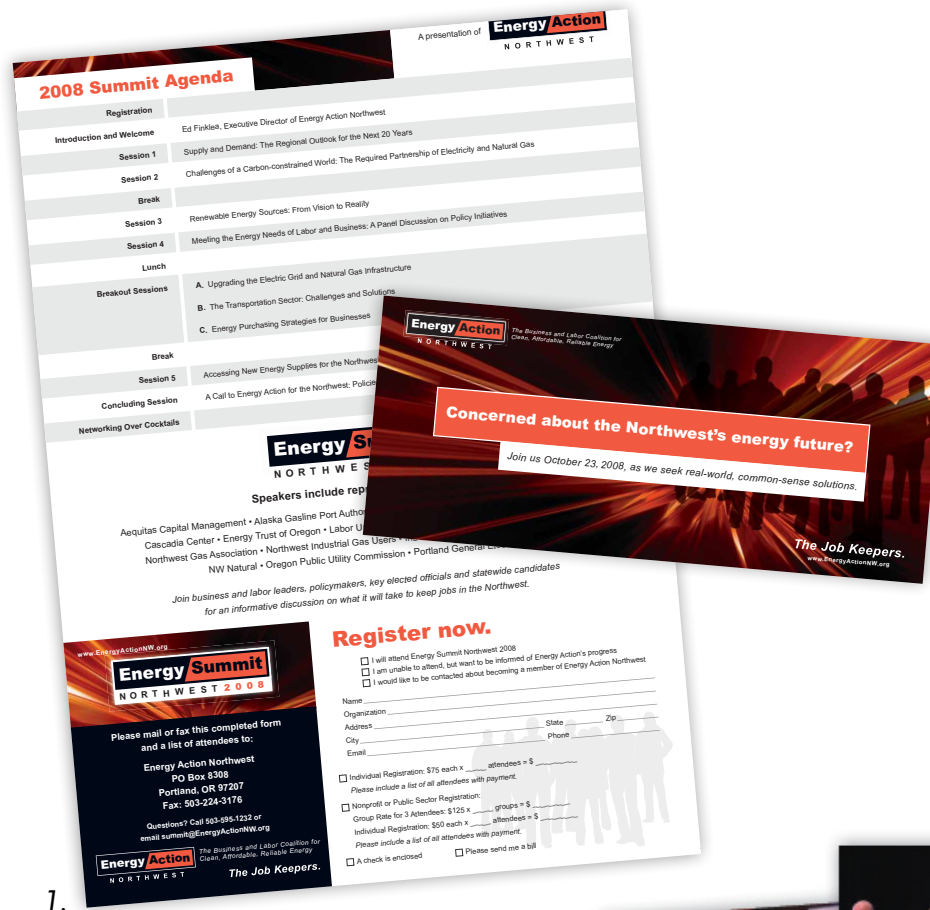 A presentation of
Energy Action
NORTHWEST
2008 Summit Agenda
Registration
Introduction and Welcome Ed Finklea, Executive Director of Energy Action Northwest
Session 1 Supply and Demand: The Regional Outlook for the Next 20 Years
Session 2 Challenges of a Carbon-constrained World: The Required Partnership of Electricity and Natural Gas
Break
Session 3 Renewable Energy Sources: From Vision to Reality
Session 4 Meeting the Energy Needs of Labor and Business: A Panel Discussion on Policy Initiatives
Lunch
Breakout Sessions A. Upgrading the Electric Grid and Natural Gas Infrastructure
B. The Transportation Sector: Challenges and Solutions
C. Energy Purchasing Strategies for Businesses
Break
Session 5 Accessing New Energy Supplies for the
Concluding Session A Call to Energy Action for the Northwest:
Networking Over Cocktails
Energy
NORTHWES
Speakers include
Aequitas Capital Management • Alaska Gasline Port
Cascadia Center • Energy Trust of Oregon • Labor
Northwest Gas Association • Northwest Industrial Gas Users •
NW Natural • Oregon Public Utility Commission • Portland General
Join business and labor leaders, policymakers, key elected officials and statewide candidates
for an informative discussion on what it will take to keep jobs in the Northwest.
Energy Action
NORTHWEST
The Business and Labor Coalition for
Clean, Affordable, Reliable Energy
Concerned about the Northwest's energy future?
Join us October 23, 2008, as we seek real-world, common-sense solutions.
The Job Keepers.
www.EnergyActionNW.org
www.EnergyActionNW.org
Energy Summit
NORTHWEST 2008
Please mail or fax this completed form
and a list of attendees to:
Energy Action Northwest
PO Box 8308
Portland, OR 97207
Fax: 503-224-3176
Questions? Call 503-595-1232 or
email summit@EnergyActionNW.org
Energy Action
NORTHWEST
The Business and Labor Coalition for
Clean, Affordable, Reliable Energy
The Job Keepers.
Register now.
I will attend Energy Summit Northwest 2008
I am unable to attend, but want to be informed of Energy Action's progress
I would like to be contacted about becoming a member of Energy Action Northwest
Name
Organization
Address
City State Zip
Email Phone
Individual Registration: $75 each x _____ attendees = $ _____
Please include a list of all attendees with payment.
Nonprofit or Public Sector Registration:
Group Rate for 3 Attendees: $125 x _____ groups = $ _____
Individual Registration: $50 each x _____ attendees = $ _____
Please include a list of all attendees with payment.
A check is enclosed Please send me a bill
1.